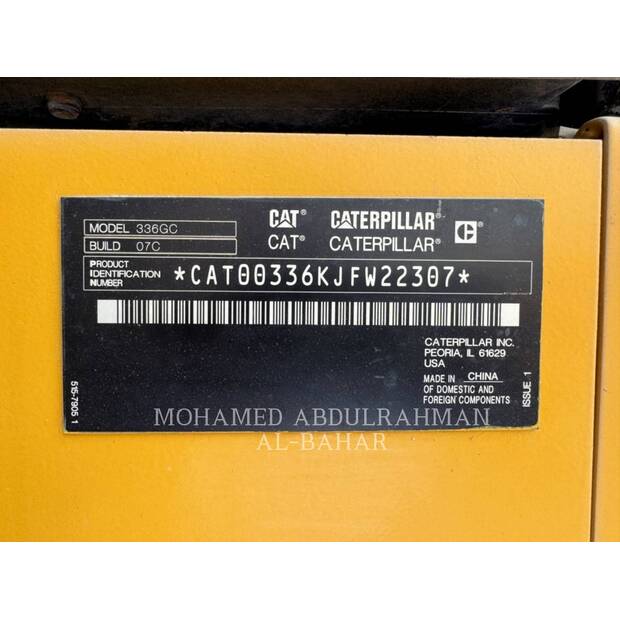 MODEL 336GC
BUILD 07C
CAT® CATERPILLAR® C®
CAT® CATERPILLAR®
PRODUCT
IDENTIFICATION
NUMBER
*CAT00336KJFW22307*
CATERPILLAR INC.
PEORIA, IL 61629
USA
MADE IN CHINA
OF DOMESTIC AND
FOREIGN COMPONENTS
ISSUE 1
515-7905 1
MOHAMED ABDULRAHMAN
AL-BAHAR